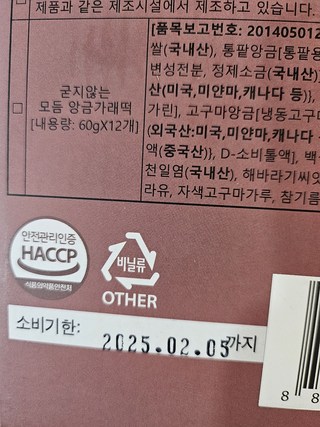 제품과 같은 제조시설에서 제조하고 있습니다.
□ 굳지않는
모듬 앙금가래떡
[내용량: 60gX12개]
[품목보고번호: 201405012
쌀(국내산), 통팥앙금[통팥용
변성전분, 정제소금(국내산)
산(미국,미얀마,캐나다 등)},
가린], 고구마앙금[냉동고구마
(외국산:미국,미얀마,캐나다
액(중국산)}, D-소비톨액], 백
천일염(국내산), 해바라기씨앗
라유, 자색고구마가루, 참기름
안전관리인증
HACCP
식품의약품안전처
비닐류
OTHER
소비기한: 2025.02.05까지
8 8